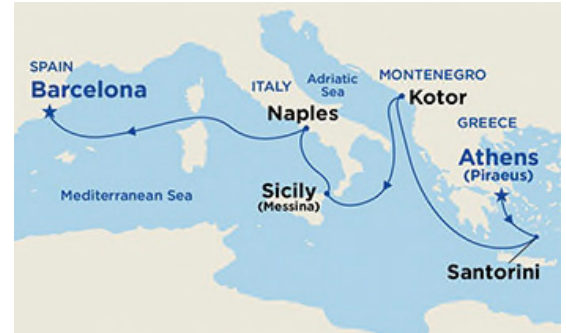 SPAIN
Barcelona
ITALY
Adriatic
Sea
MONTENEGRO
Kotor
Naples
GREECE
Athens
(Piraeus)
Mediterranean Sea
Sicily
(Messina)
Santorini